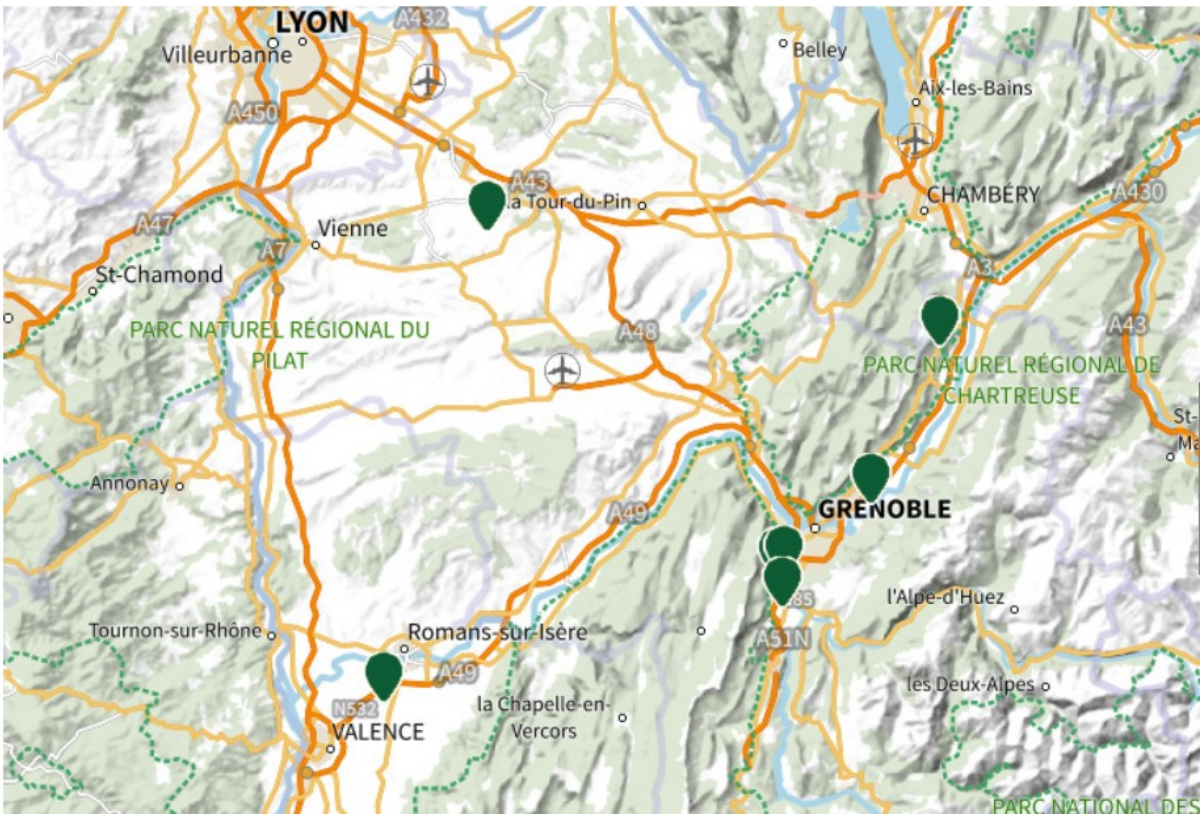 LYON
A432
Villeurbanne
Belley
Aix-les-Bains
A450
A43
la Tour-du-Pin
A430
CHAMBÉRY
A47
Vienne
A7
St-Chamond
PARC NATUREL RÉGIONAL DU
PILAT
A48
A43
PARC NATUREL RÉGIONAL DE
CHARTREUSE
St-
Ma
Annonay
A49
GRENOBLE
l'Alpe-d'Huez
Tournon-sur-Rhône
Romans-sur-Isère
A51N
A49
les Deux-Alpes
N532
la Chapelle-en-
Vercors
VALENCE
PARC NATIONAL DES